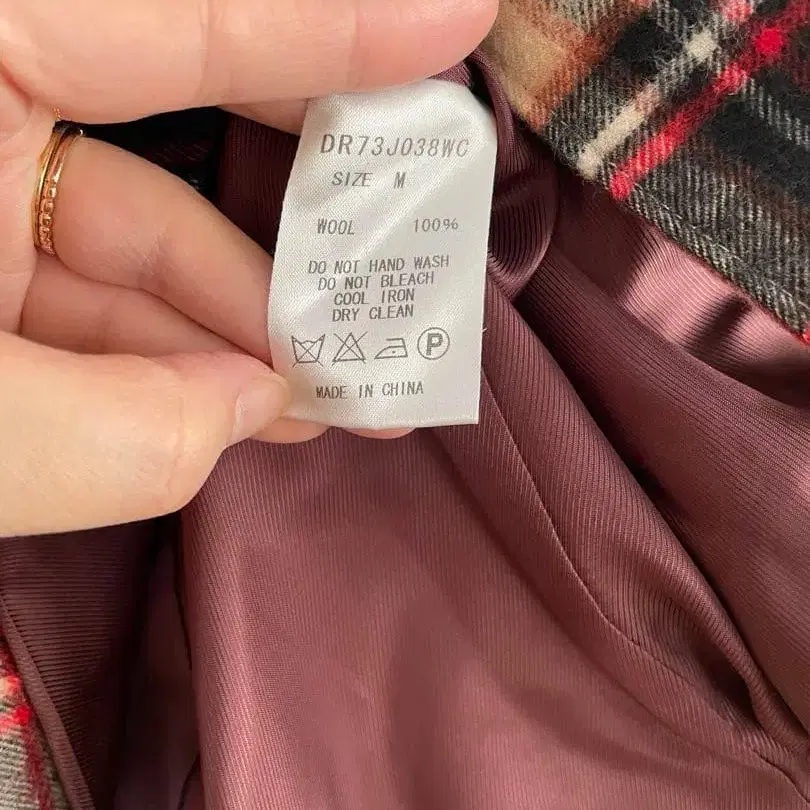 DR73J038WC
SIZE M
WOOL 100%
DO NOT HAND WASH
DO NOT BLEACH
COOL IRON
DRY CLEAN
P
MADE IN CHINA